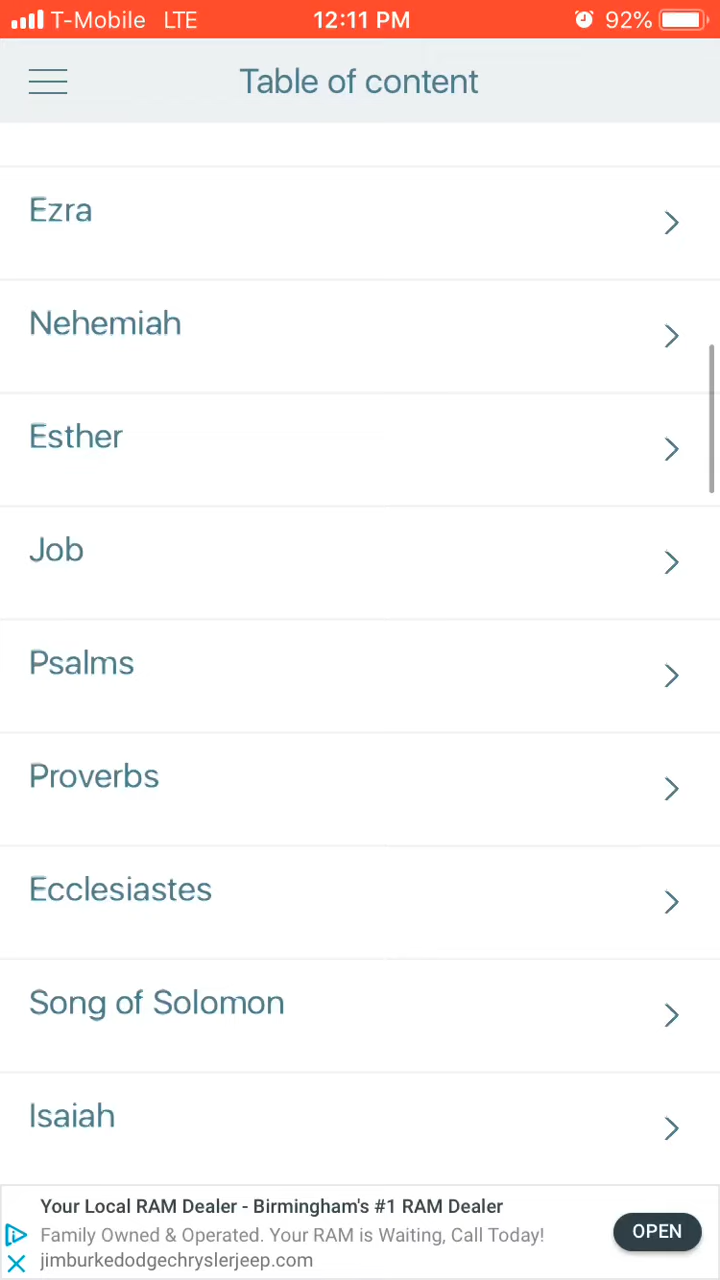 T-Mobile LTE 12:11 PM 92%
Table of content
Ezra
Nehemiah
Esther
Job
Psalms
Proverbs
Ecclesiastes
Song of Solomon
Isaiah
Your Local RAM Dealer - Birmingham's #1 RAM Dealer
Family Owned & Operated. Your RAM is Waiting, Call Today!
jimburkedodgechryslerjeep.com
OPEN